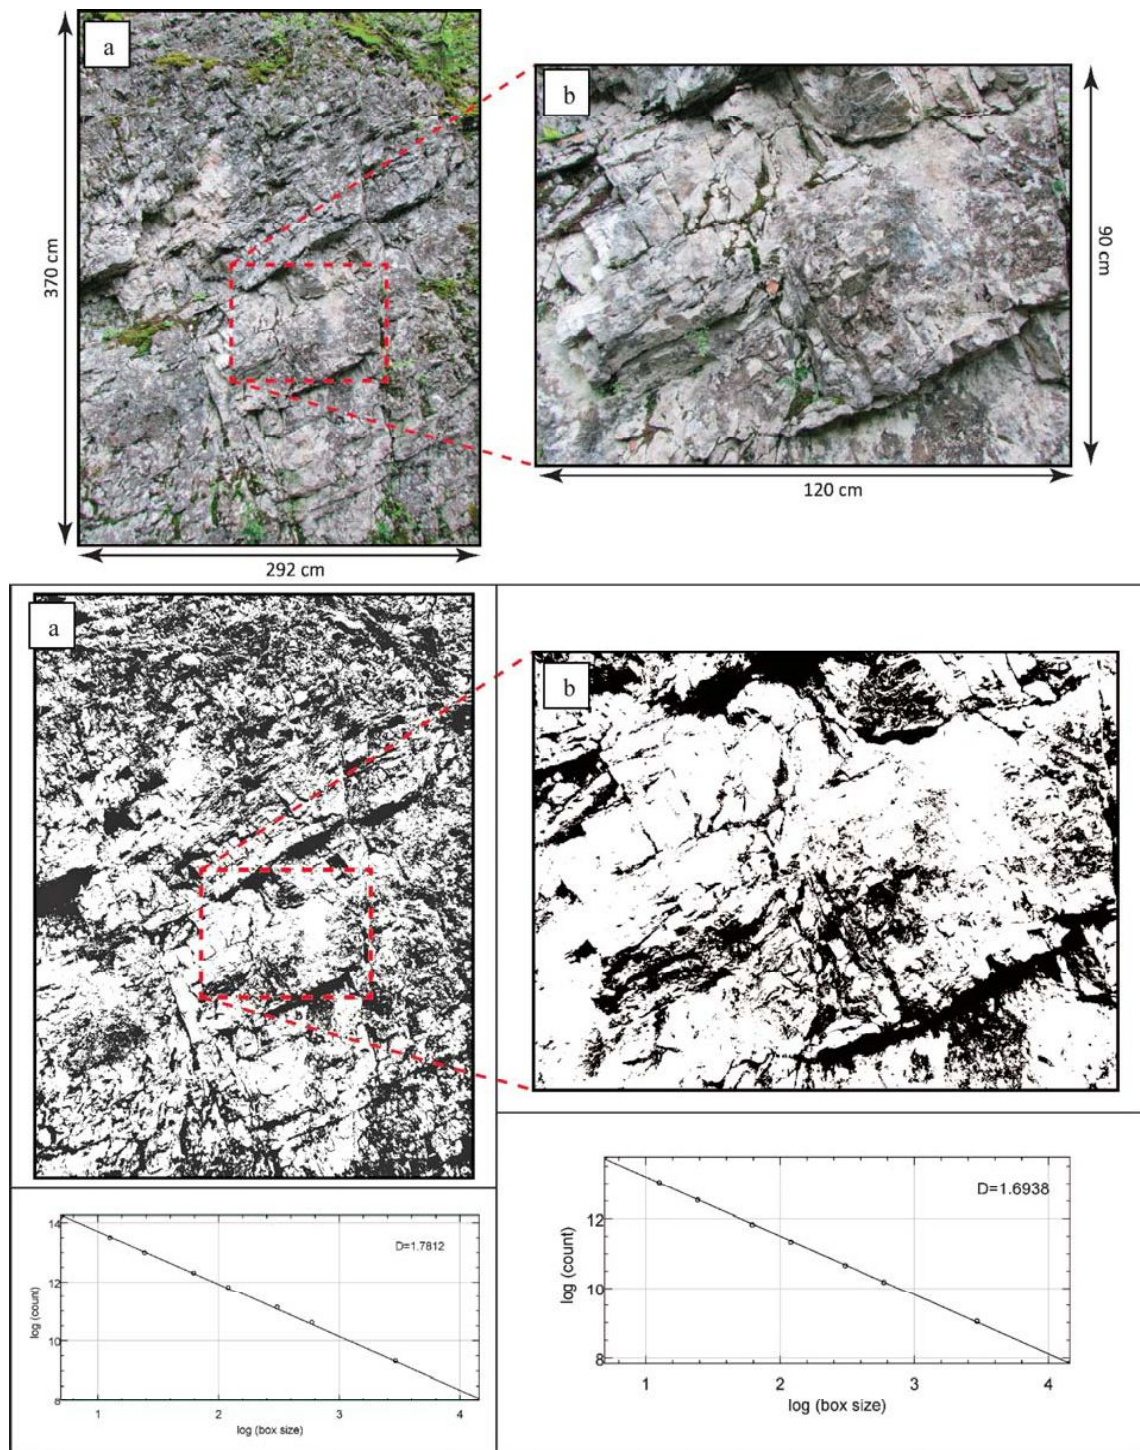 a
370 cm
292 cm
b
90 cm
120 cm
a
b
D=1.7812
14
12
10
8
log (count)
1 2 3 4
log (box size)
D=1.6938
12
10
8
log (count)
1 2 3 4
log (box size)